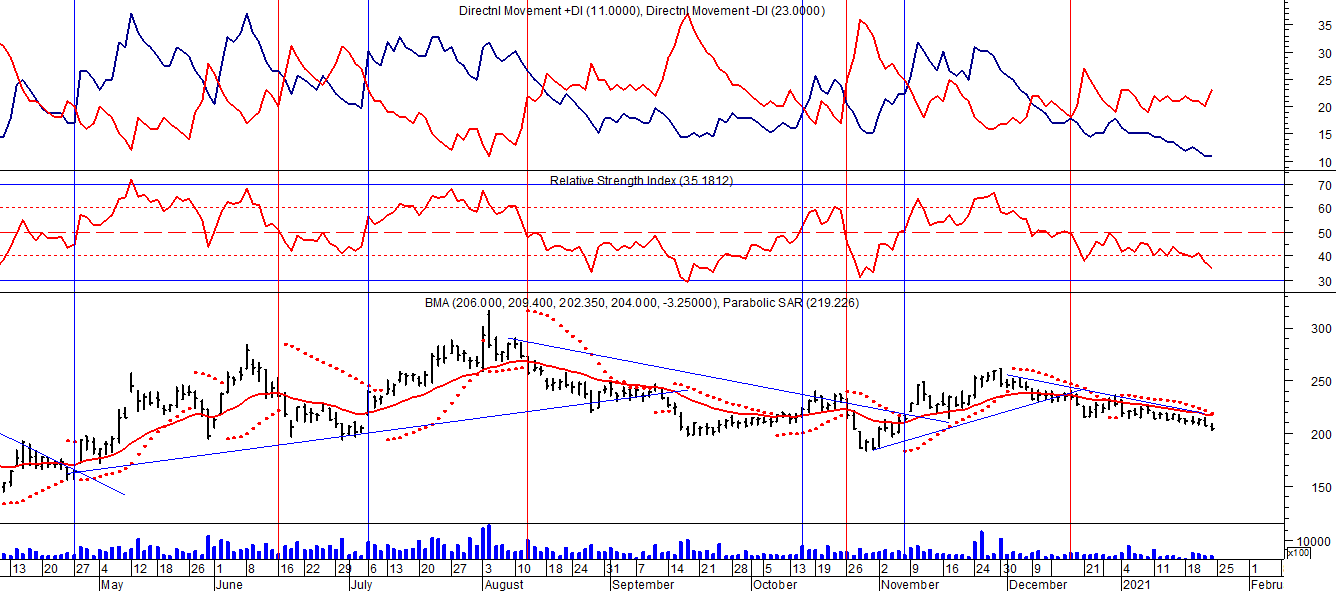 Directnl Movement +DI (11.0000), Directnl Movement -DI (23.0000)
35
30
25
20
15
10
Relative Strength Index (35.1812)
70
60
50
40
30
BMA (206.000, 209.400, 202.350, 204.000, -3.25000), Parabolic SAR (219.226)
300
250
200
150
10000
x100
13 20 27 4 12 18 26 1 8 16 22 29 6 13 20 27 3 10 18 24 31 7 14 21 28 5 13 19 26 2 9 16 24 30 9 21 4 11 18 25 1
May June July August September October November December 2021 Febru